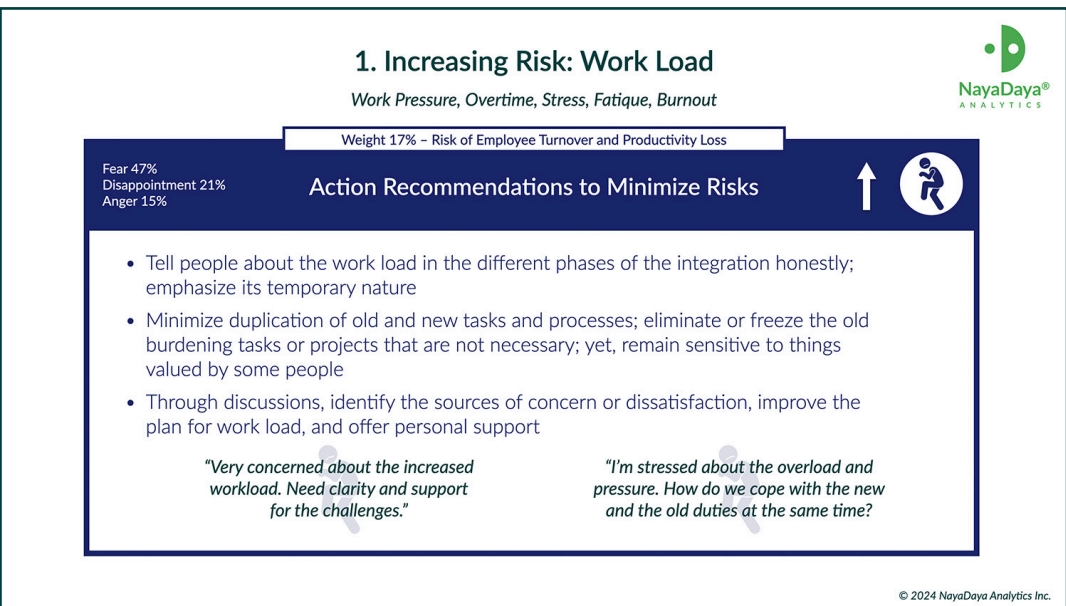 1. Increasing Risk: Work Load
NayaDaya®
ANALYTICS
Work Pressure, Overtime, Stress, Fatique, Burnout
Weight 17% – Risk of Employee Turnover and Productivity Loss
Fear 47%
Disappointment 21%
Anger 15%
Action Recommendations to Minimize Risks
• Tell people about the work load in the different phases of the integration honestly;
emphasize its temporary nature
• Minimize duplication of old and new tasks and processes; eliminate or freeze the old
burdening tasks or projects that are not necessary; yet, remain sensitive to things
valued by some people
• Through discussions, identify the sources of concern or dissatisfaction, improve the
plan for work load, and offer personal support
“Very concerned about the increased
workload. Need clarity and support
for the challenges.”
“I’m stressed about the overload and
pressure. How do we cope with the new
and the old duties at the same time?
© 2024 NayaDaya Analytics Inc.